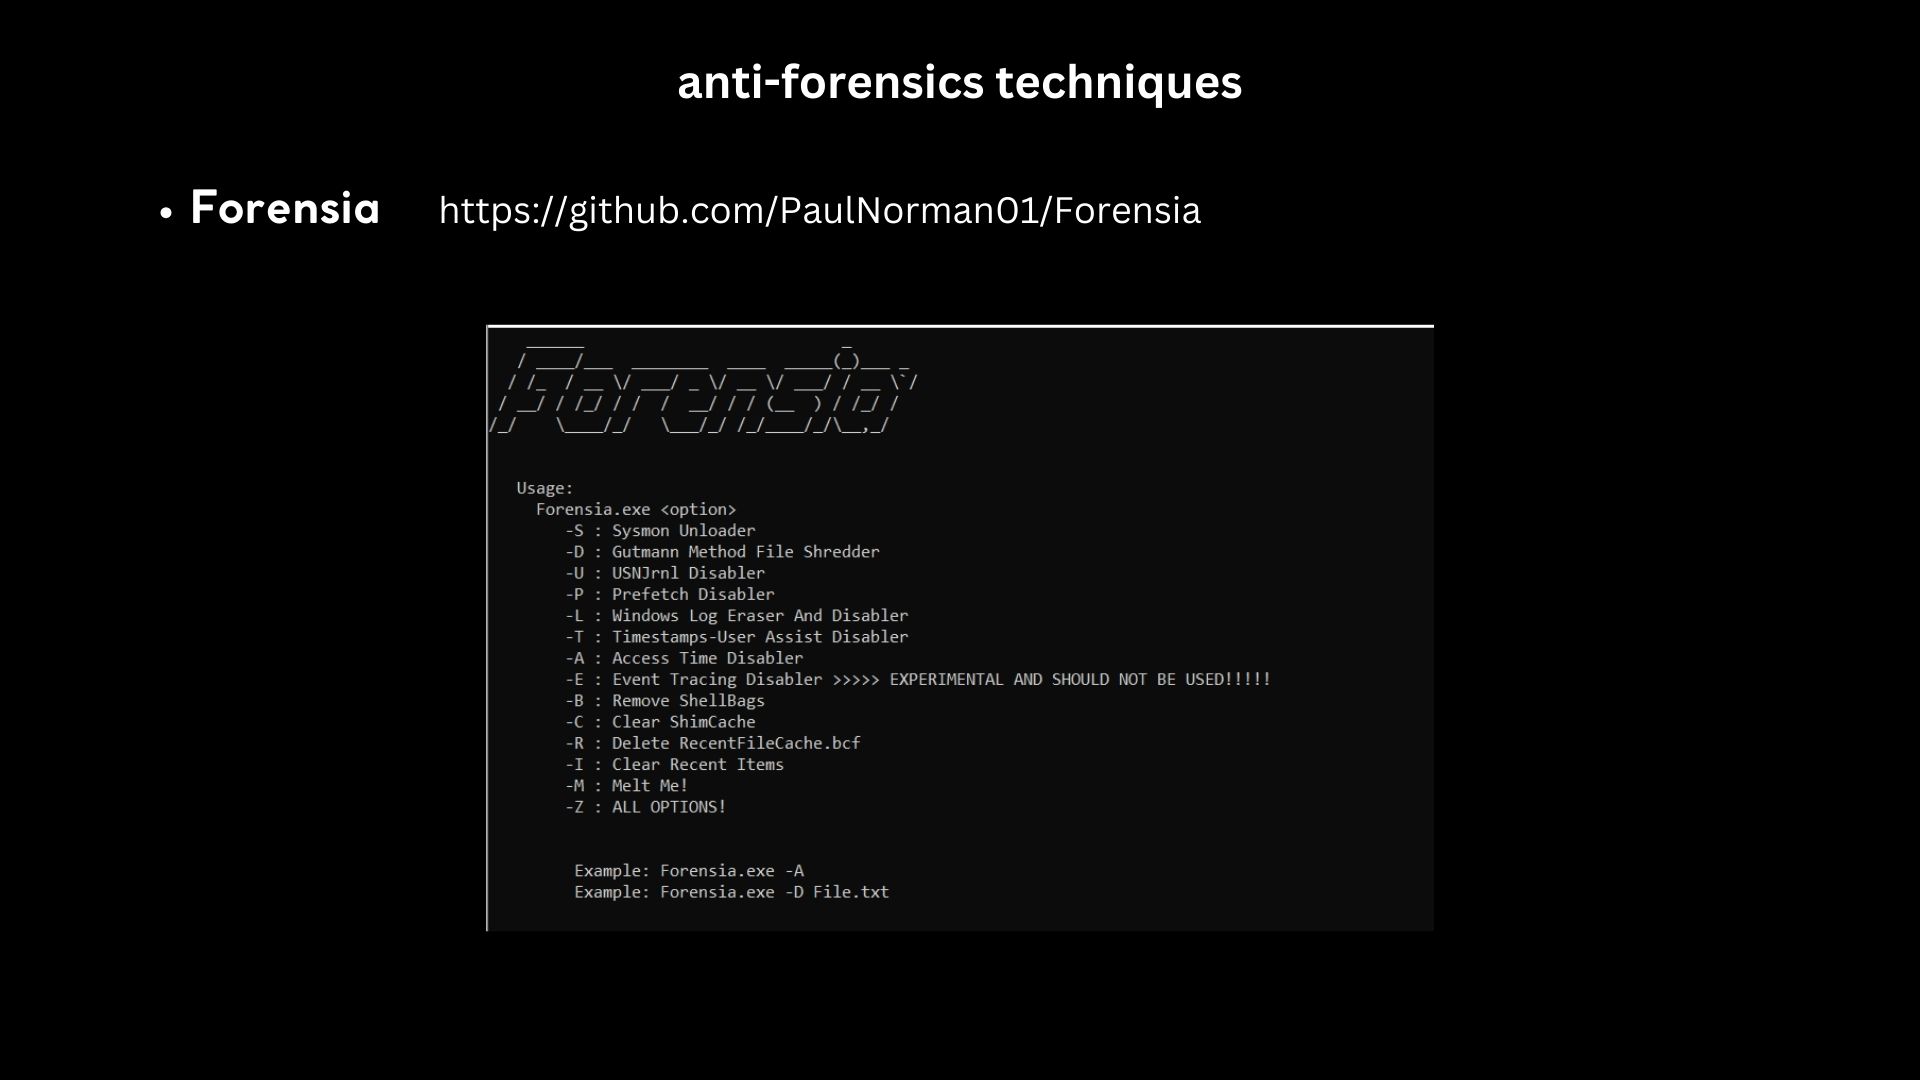 anti-forensics techniques
• Forensia https://github.com/PaulNorman01/Forensia
Forensia
Usage:
Forensia.exe <option>
-S : Sysmon Unloader
-D : Gutmann Method File Shredder
-U : USNJrnl Disabler
-P : Prefetch Disabler
-L : Windows Log Eraser And Disabler
-T : Timestamps-User Assist Disabler
-A : Access Time Disabler
-E : Event Tracing Disabler >>>>> EXPERIMENTAL AND SHOULD NOT BE USED!!!!!
-B : Remove ShellBags
-C : Clear ShimCache
-R : Delete RecentFileCache.bcf
-I : Clear Recent Items
-M : Melt Me!
-Z : ALL OPTIONS!
Example: Forensia.exe -A
Example: Forensia.exe -D File.txt